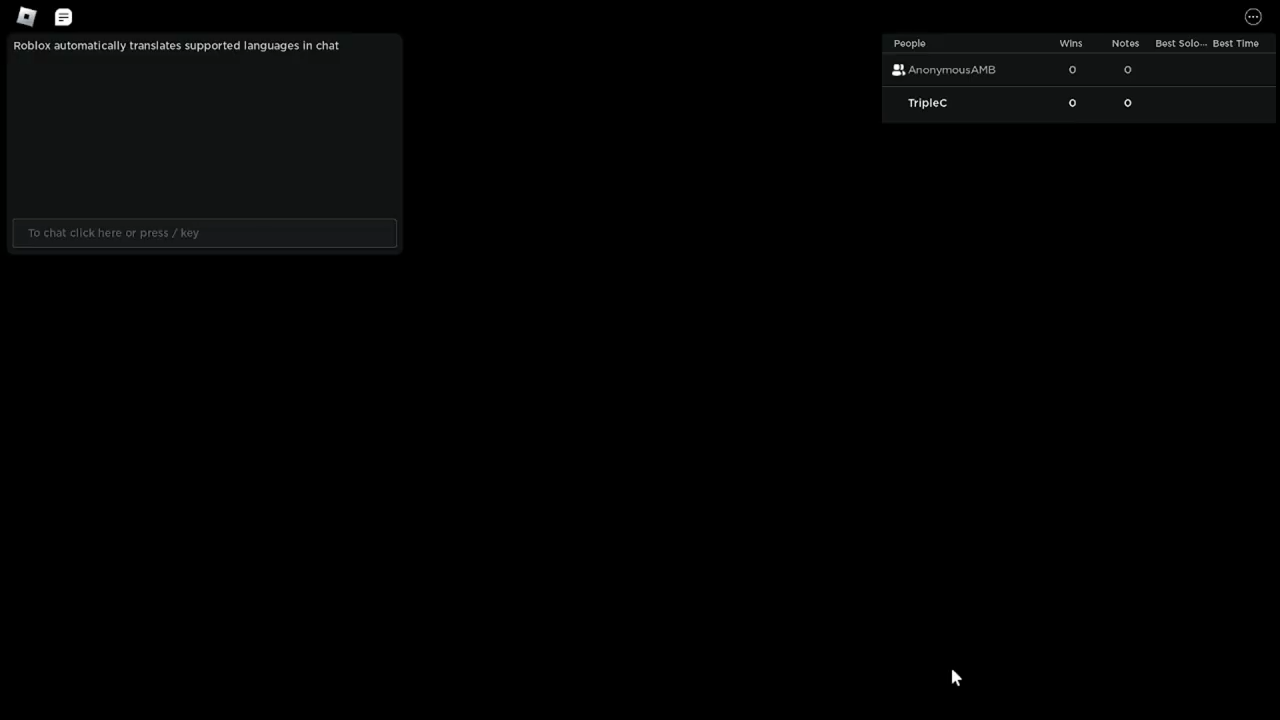 Roblox automatically translates supported languages in chat
To chat click here or press / key
People Wins Notes Best Solo... Best Time
AnonymousAMB 0 0
TripleC 0 0